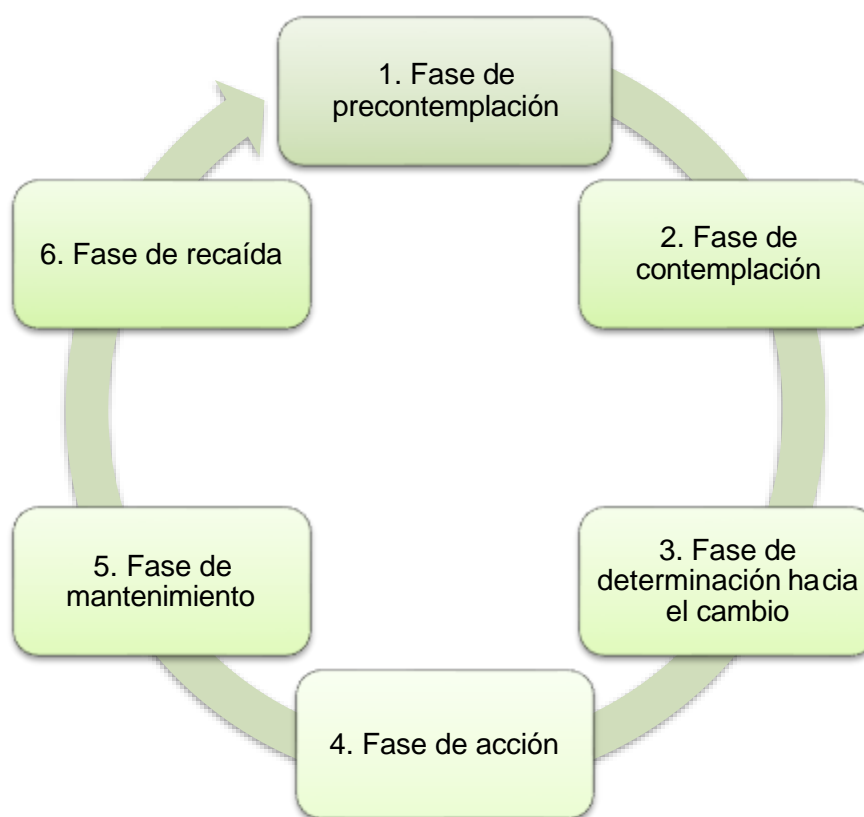 1. Fase de
precontemplación
2. Fase de
contemplación
3. Fase de
determinación hacia
el cambio
4. Fase de acción
5. Fase de
mantenimiento
6. Fase de recaída